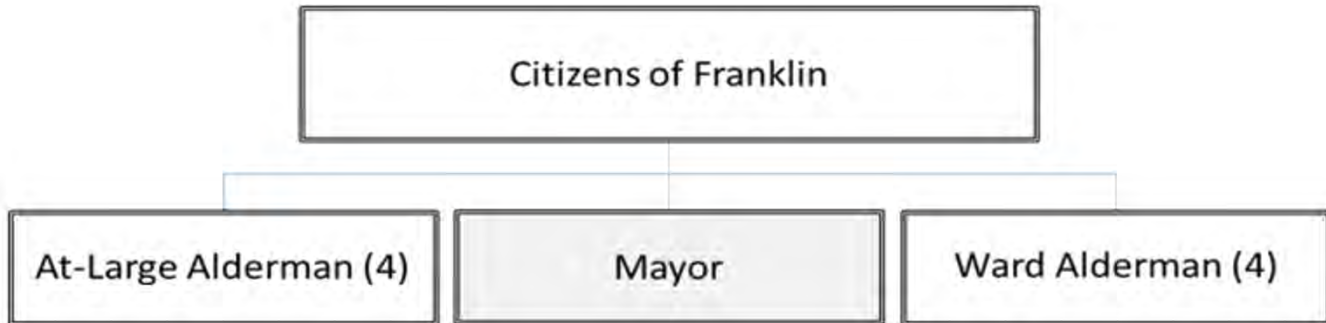 Citizens of Franklin
At-Large Alderman (4)
Mayor
Ward Alderman (4)